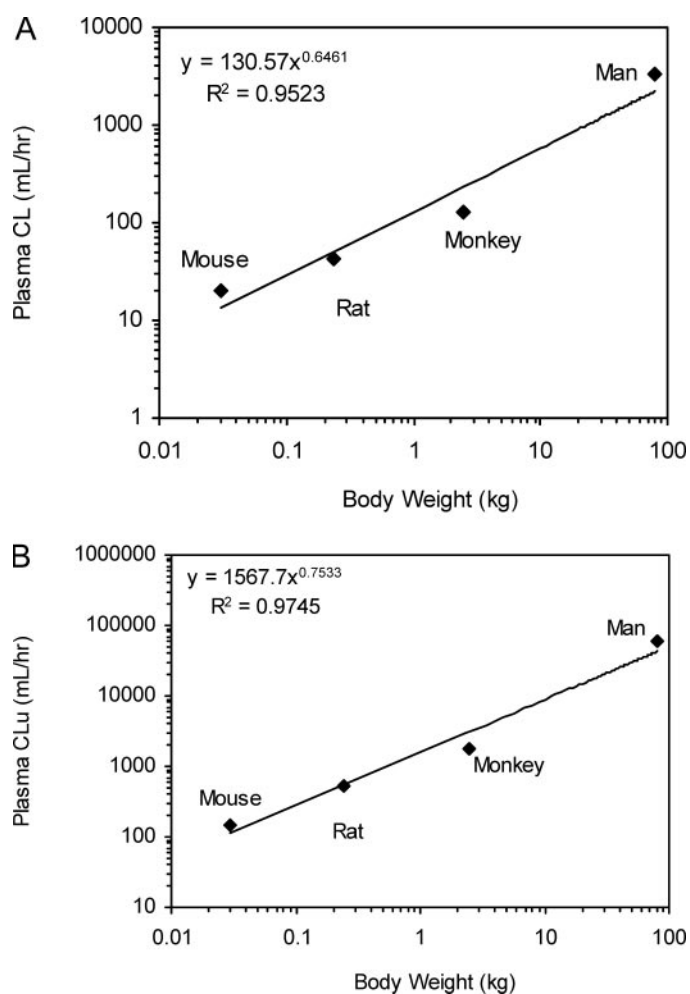 A
y = 130.57x^0.6461
R² = 0.9523
10000
1000
100
10
1
Plasma CL (mL/hr)
Mouse
Rat
Monkey
Man
0.01
0.1
1
10
100
Body Weight (kg)
B
y = 1567.7x^0.7533
R² = 0.9745
1000000
100000
10000
1000
100
10
Plasma CLu (mL/hr)
Mouse
Rat
Monkey
Man
0.01
0.1
1
10
100
Body Weight (kg)